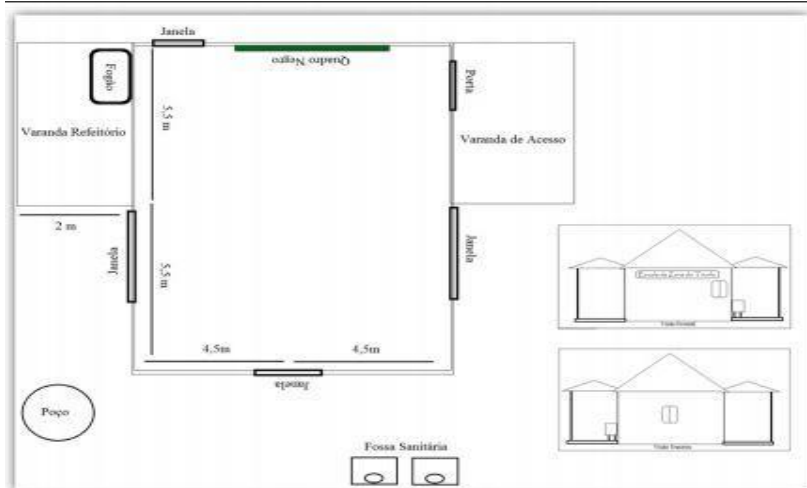 Janela
Quadro Negro
Fogão
Porta
5,5 m
Varanda Refeitório
Varanda de Acesso
2 m
Janela
5,5 m
Janela
4,5m
4,5m
Janela
Poço
Fossa Sanitária